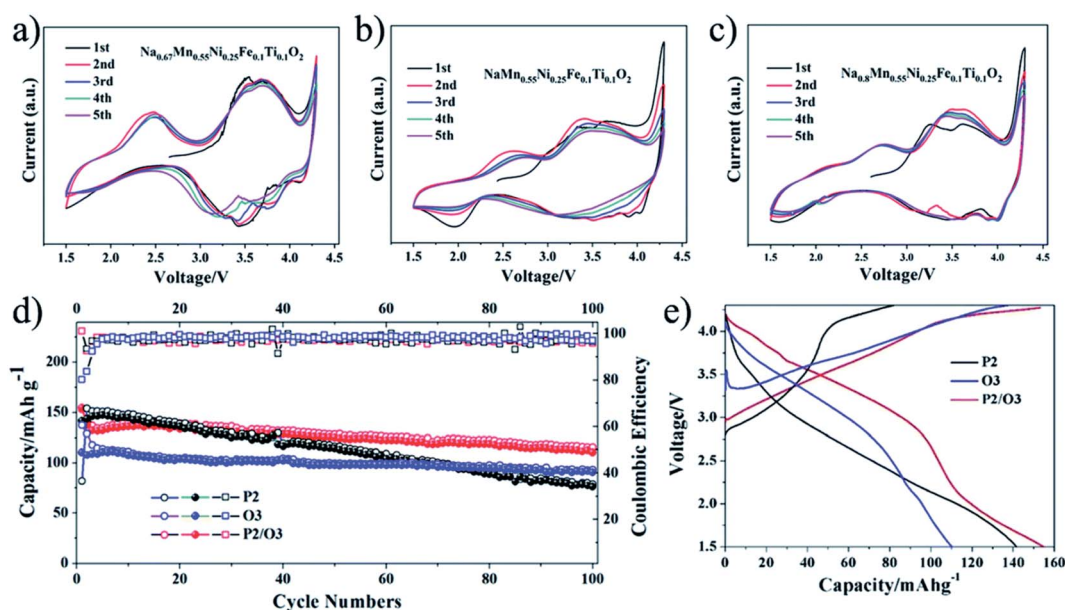 a)
Na0.67Mn0.55Ni0.25Fe0.1Ti0.1O2
1st
2nd
3rd
4th
5th
Current (a.u.)
1.5 2.0 2.5 3.0 3.5 4.0 4.5
Voltage/V
b)
NaMn0.55Ni0.25Fe0.1Ti0.1O2
1st
2nd
3rd
4th
5th
Current (a.u.)
1.5 2.0 2.5 3.0 3.5 4.0 4.5
Voltage/V
c)
Na0.8Mn0.55Ni0.25Fe0.1Ti0.1O2
1st
2nd
3rd
4th
5th
Current (a.u.)
1.5 2.0 2.5 3.0 3.5 4.0 4.5
Voltage/V
d)
0 20 40 60 80 100
200
150
100
75
50
25
0
Capacity/mAh g-1
100
80
60
40
20
Coulombic Efficiency
P2
O3
P2/O3
0 20 40 60 80 100
Cycle Numbers
e)
4.0
3.5
3.0
2.5
2.0
1.5
Voltage/V
P2
O3
P2/O3
0 20 40 60 80 100 120 140 160
Capacity/mAhg-1